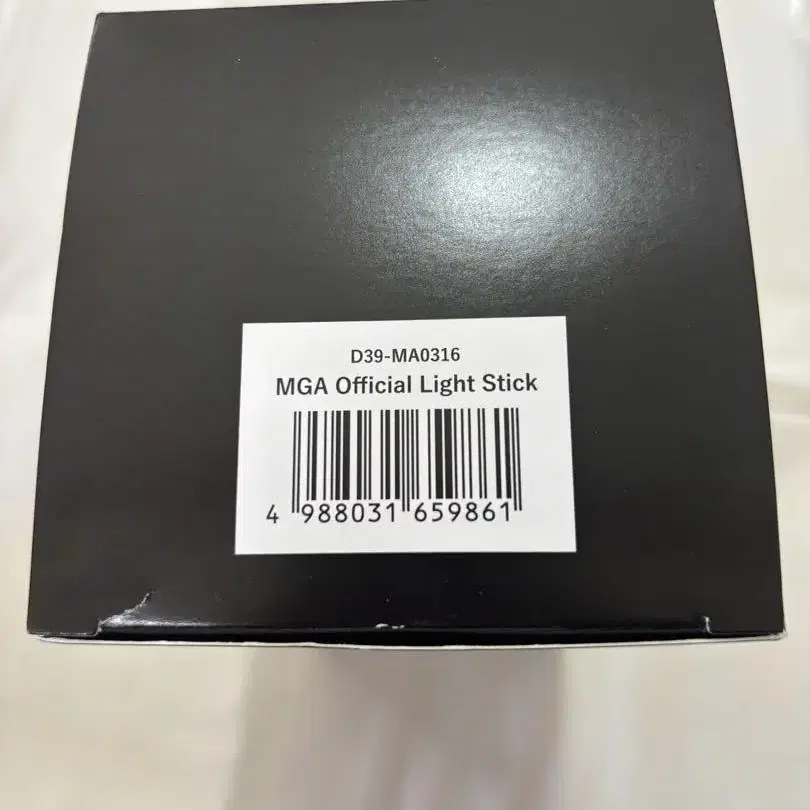 D39-MA0316
MGA Official Light Stick
4 988031 659861